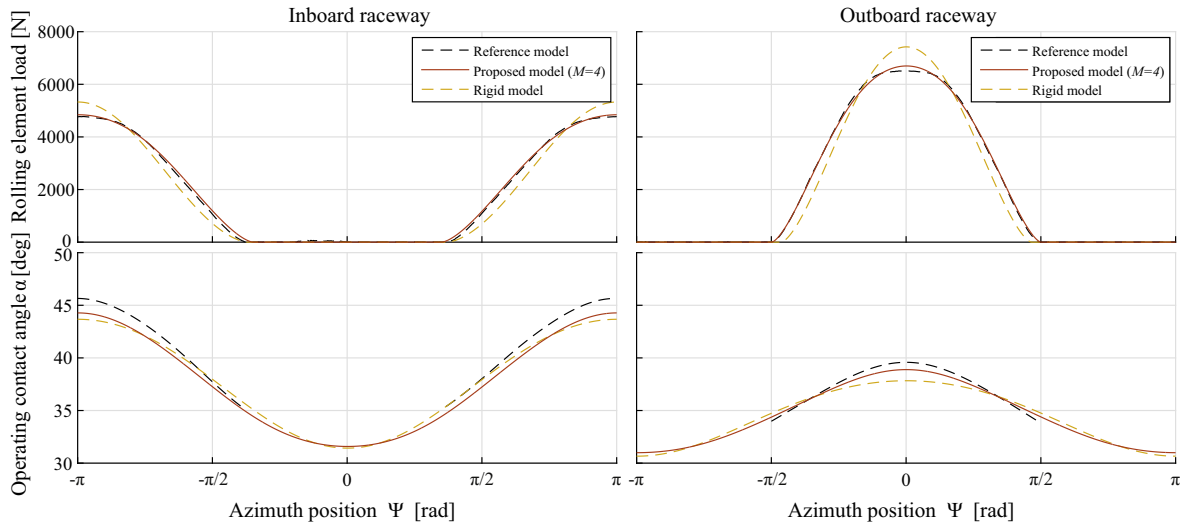 Inboard raceway
Outboard raceway
Rolling element load [N]
8000
6000
4000
2000
0
Reference model
Proposed model (M=4)
Rigid model
Reference model
Proposed model (M=4)
Rigid model
Operating contact angle α [deg]
50
45
40
35
30
-π
-π/2
0
π/2
π
-π
-π/2
0
π/2
π
Azimuth position Ψ [rad]
Azimuth position Ψ [rad]